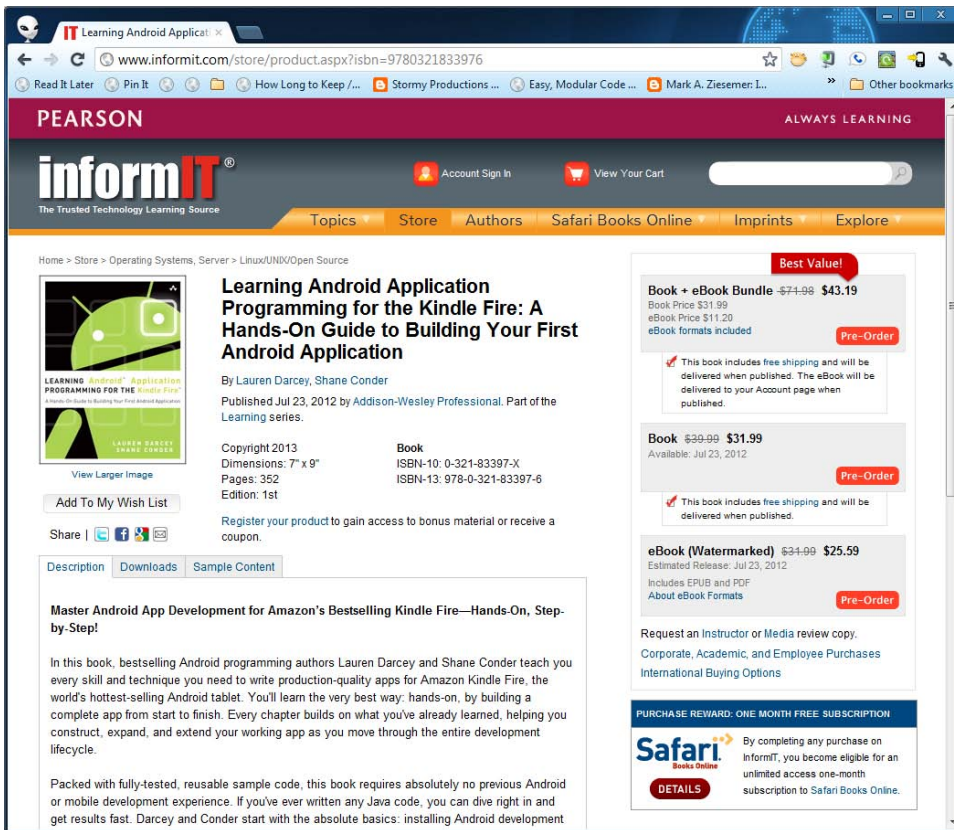 Learning Android Applicati
www.informit.com/store/product.aspx?isbn=9780321833976
Read It Later Pin It How Long to Keep /... Stormy Productions ... Easy, Modular Code ... Mark A. Ziesemer: I... » Other bookmarks
PEARSON
ALWAYS LEARNING
informIT®
The Trusted Technology Learning Source
Account Sign In
View Your Cart
Topics Store Authors Safari Books Online Imprints Explore
Home > Store > Operating Systems, Server > Linux/UNIX/Open Source
LEARNING Android™ Application
PROGRAMMING FOR THE Kindle Fire™
A Hands-On Guide to Building Your First Android Application
LAUREN DARCEY
SHANE CONDER
View Larger Image
Add To My Wish List
Share |
Learning Android Application
Programming for the Kindle Fire: A
Hands-On Guide to Building Your First
Android Application
By Lauren Darcey, Shane Conder
Published Jul 23, 2012 by Addison-Wesley Professional. Part of the
Learning series.
Copyright 2013
Dimensions: 7" x 9"
Pages: 352
Edition: 1st
Book
ISBN-10: 0-321-83397-X
ISBN-13: 978-0-321-83397-6
Register your product to gain access to bonus material or receive a
coupon.
Description Downloads Sample Content
Master Android App Development for Amazon's Bestselling Kindle Fire—Hands-On, Step-
by-Step!
In this book, bestselling Android programming authors Lauren Darcey and Shane Conder teach you
every skill and technique you need to write production-quality apps for Amazon Kindle Fire, the
world's hottest-selling Android tablet. You'll learn the very best way: hands-on, by building a
complete app from start to finish. Every chapter builds on what you've already learned, helping you
construct, expand, and extend your working app as you move through the entire development
lifecycle.
Packed with fully-tested, reusable sample code, this book requires absolutely no previous Android
or mobile development experience. If you've ever written any Java code, you can dive right in and
get results fast. Darcey and Conder start with the absolute basics: installing Android development
Best Value!
Book + eBook Bundle $71.98 $43.19
Book Price $31.99
eBook Price $11.20
eBook formats included
Pre-Order
This book includes free shipping and will be
delivered when published. The eBook will be
delivered to your Account page when
published.
Book $39.99 $31.99
Available: Jul 23, 2012
Pre-Order
This book includes free shipping and will be
delivered when published.
eBook (Watermarked) $31.99 $25.59
Estimated Release: Jul 23, 2012
Includes EPUB and PDF
About eBook Formats
Pre-Order
Request an Instructor or Media review copy.
Corporate, Academic, and Employee Purchases
International Buying Options
PURCHASE REWARD: ONE MONTH FREE SUBSCRIPTION
Safari
Books Online
DETAILS
By completing any purchase on
InformIT, you become eligible for an
unlimited access one-month
subscription to Safari Books Online.